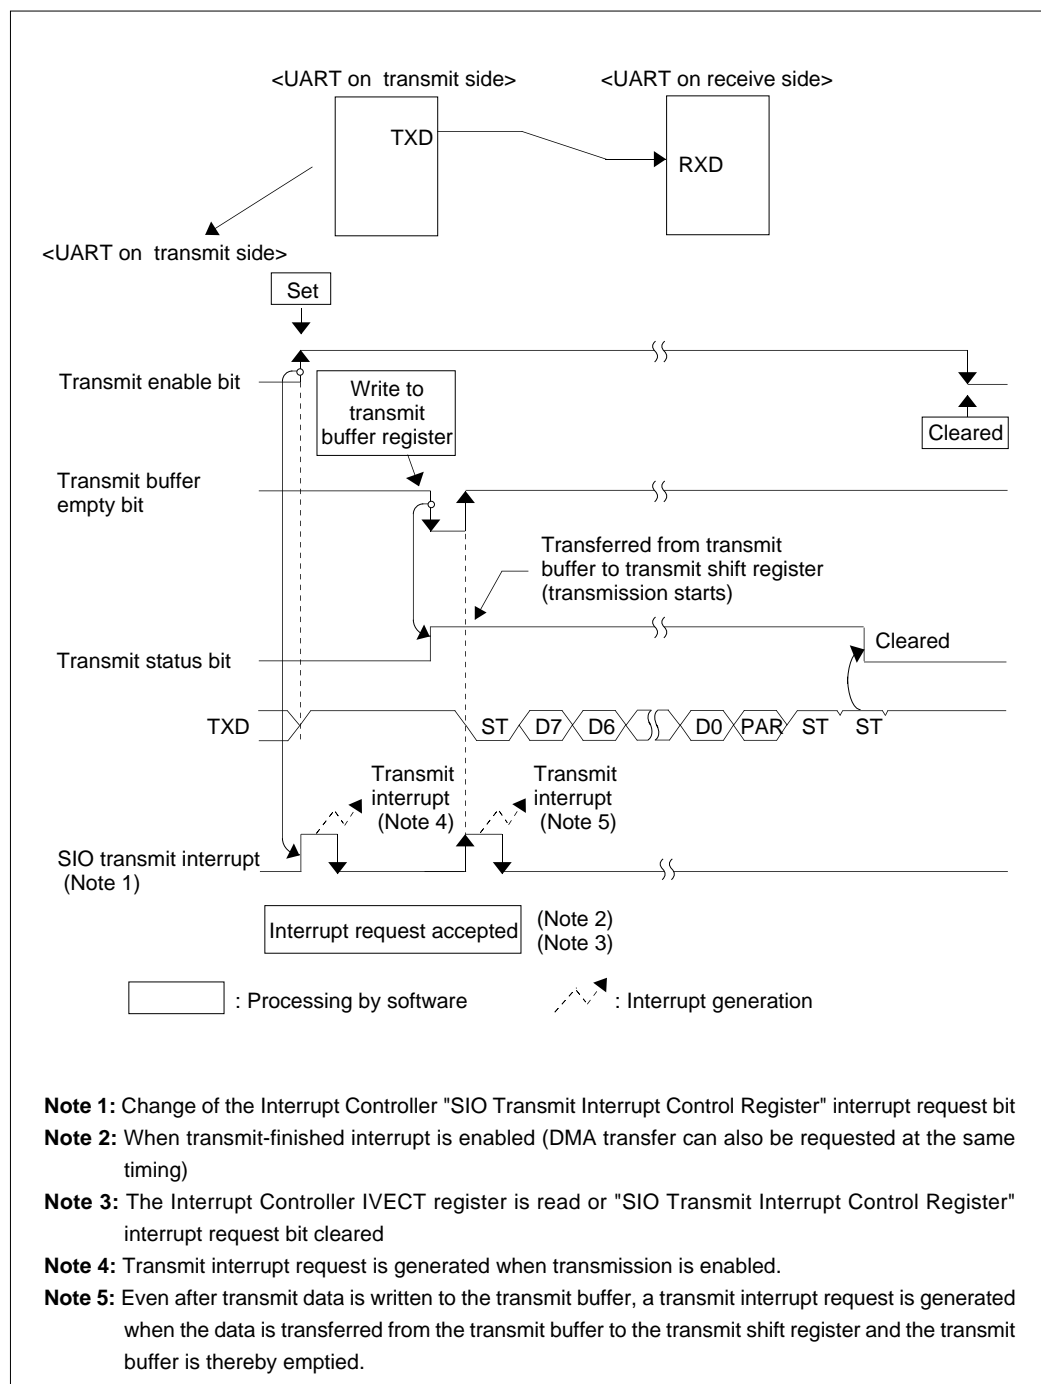 <UART on transmit side>
<UART on receive side>
TXD
RXD
<UART on transmit side>
Set
Transmit enable bit
Write to
transmit
buffer register
Cleared
Transmit buffer
empty bit
Transferred from transmit
buffer to transmit shift register
(transmission starts)
Transmit status bit
Cleared
TXD
ST
D7
D6
D0
PAR
ST
ST
Transmit
interrupt
(Note 4)
Transmit
interrupt
(Note 5)
SIO transmit interrupt
(Note 1)
Interrupt request accepted
(Note 2)
(Note 3)
: Processing by software
: Interrupt generation
Note 1: Change of the Interrupt Controller "SIO Transmit Interrupt Control Register" interrupt request bit
Note 2: When transmit-finished interrupt is enabled (DMA transfer can also be requested at the same
timing)
Note 3: The Interrupt Controller IVECT register is read or "SIO Transmit Interrupt Control Register"
interrupt request bit cleared
Note 4: Transmit interrupt request is generated when transmission is enabled.
Note 5: Even after transmit data is written to the transmit buffer, a transmit interrupt request is generated
when the data is transferred from the transmit buffer to the transmit shift register and the transmit
buffer is thereby emptied.